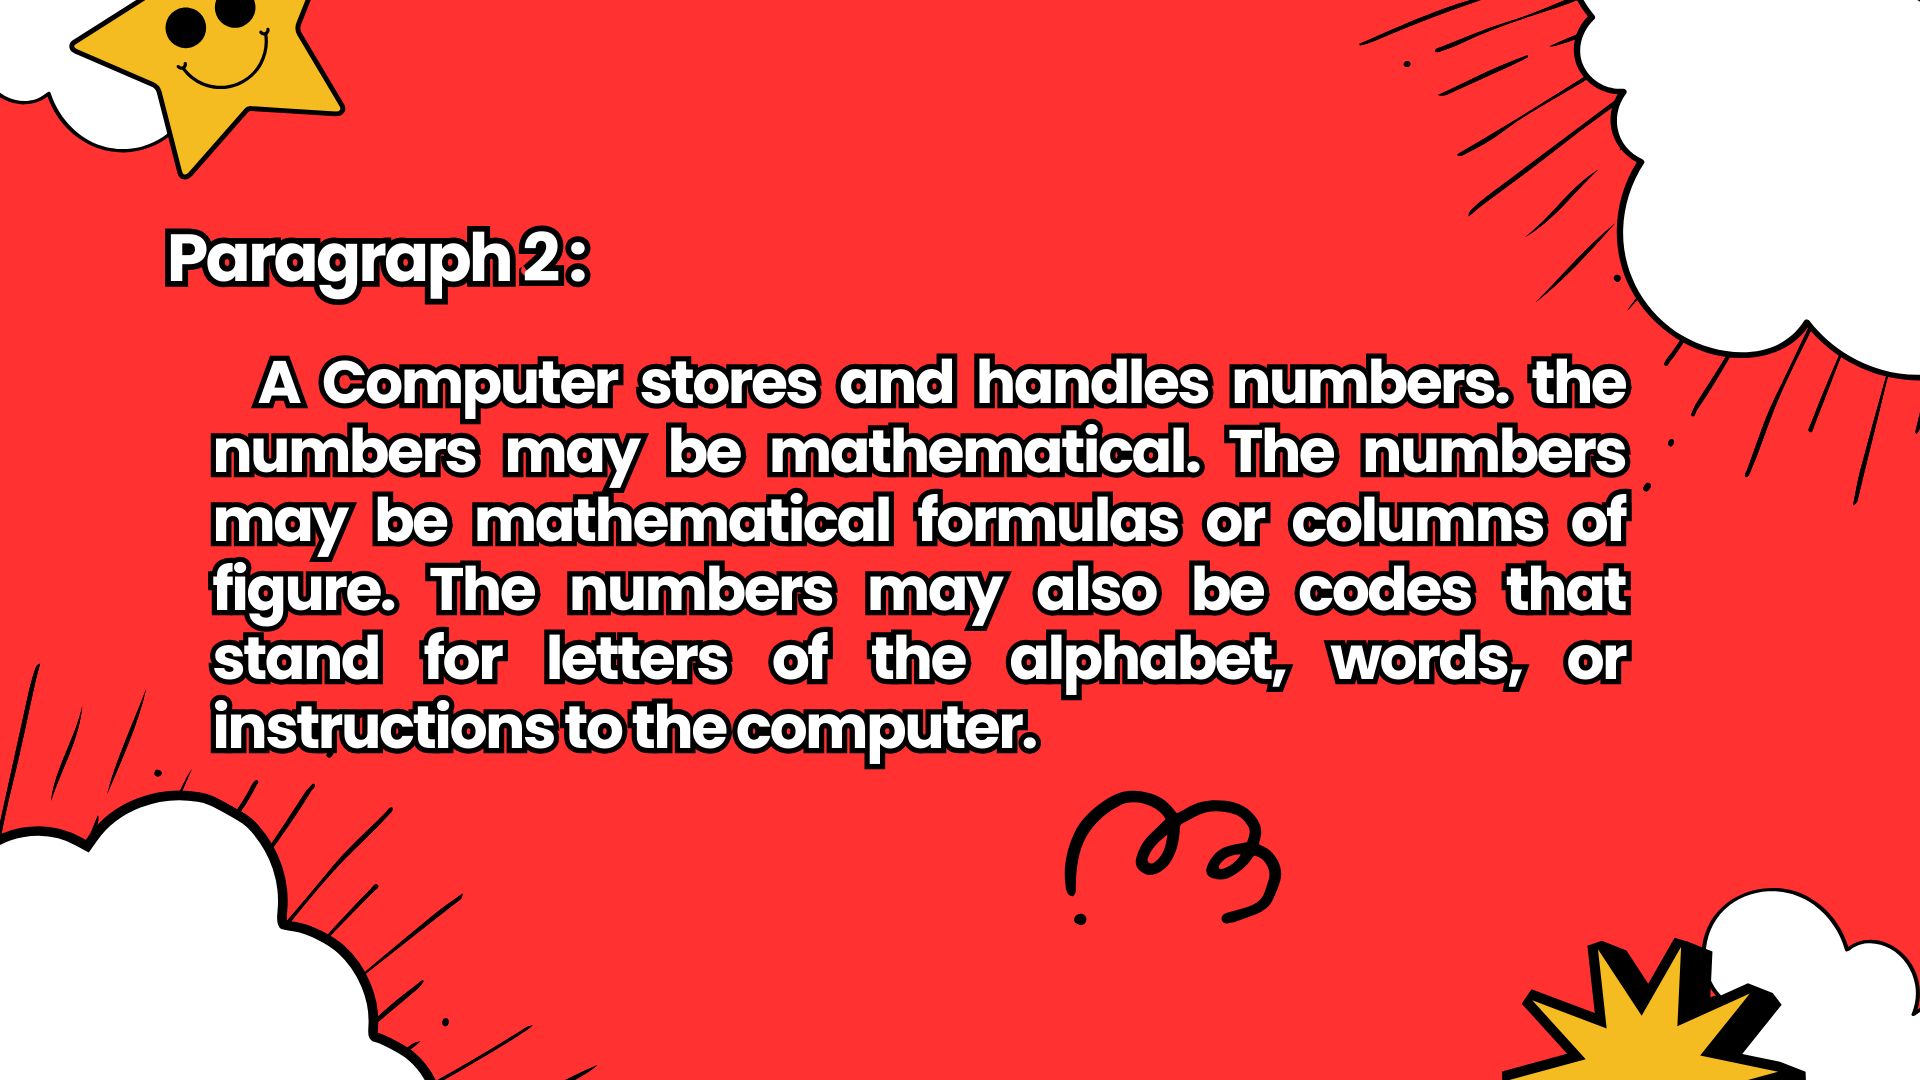 Paragraph 2:
A Computer stores and handles numbers. the
numbers may be mathematical. The numbers
may be mathematical formulas or columns of
figure. The numbers may also be codes that
stand for letters of the alphabet, words, or
instructions to the computer.